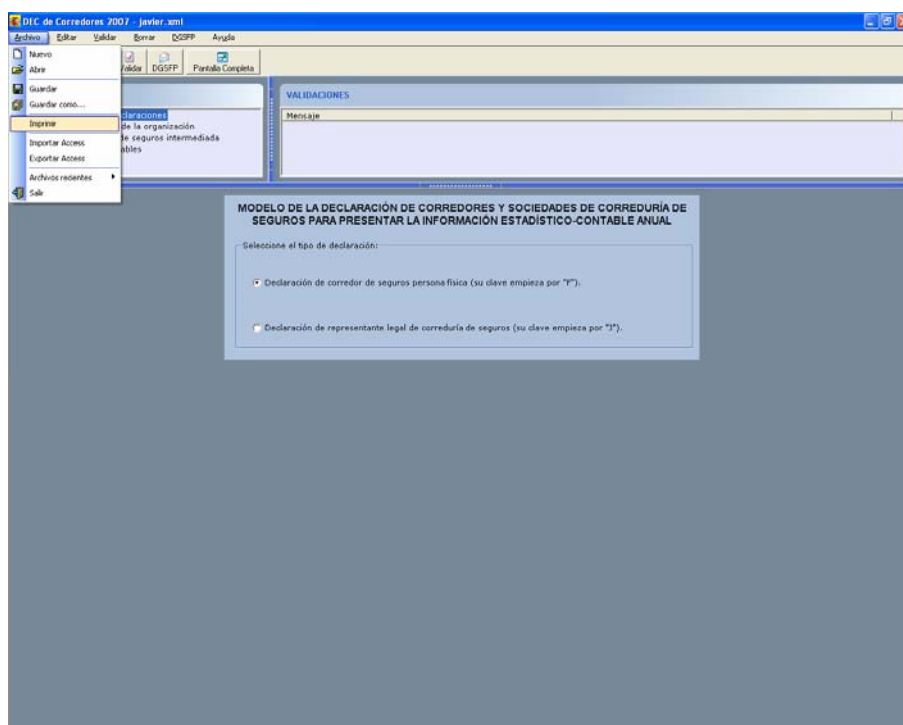 DEC de Corredores 2007 - javier.xml
Archivo Editar Validar Borrar DGSFP Ayuda
Nuevo
Abrir
Guardar
Guardar como...
Imprimir
Importar Access
Exportar Access
Archivos recientes
Salir
Validar DGSFP Pantalla Completa
claraciones
de la organización
de seguros intermediada
ables
VALIDACIONES
Mensaje
MODELO DE LA DECLARACIÓN DE CORREDORES Y SOCIEDADES DE CORREDURÍA DE
SEGUROS PARA PRESENTAR LA INFORMACIÓN ESTADÍSTICO-CONTABLE ANUAL
Seleccione el tipo de declaración:
Declaración de corredor de seguros persona física (su clave empieza por "F").
Declaración de representante legal de correduría de seguros (su clave empieza por "J").